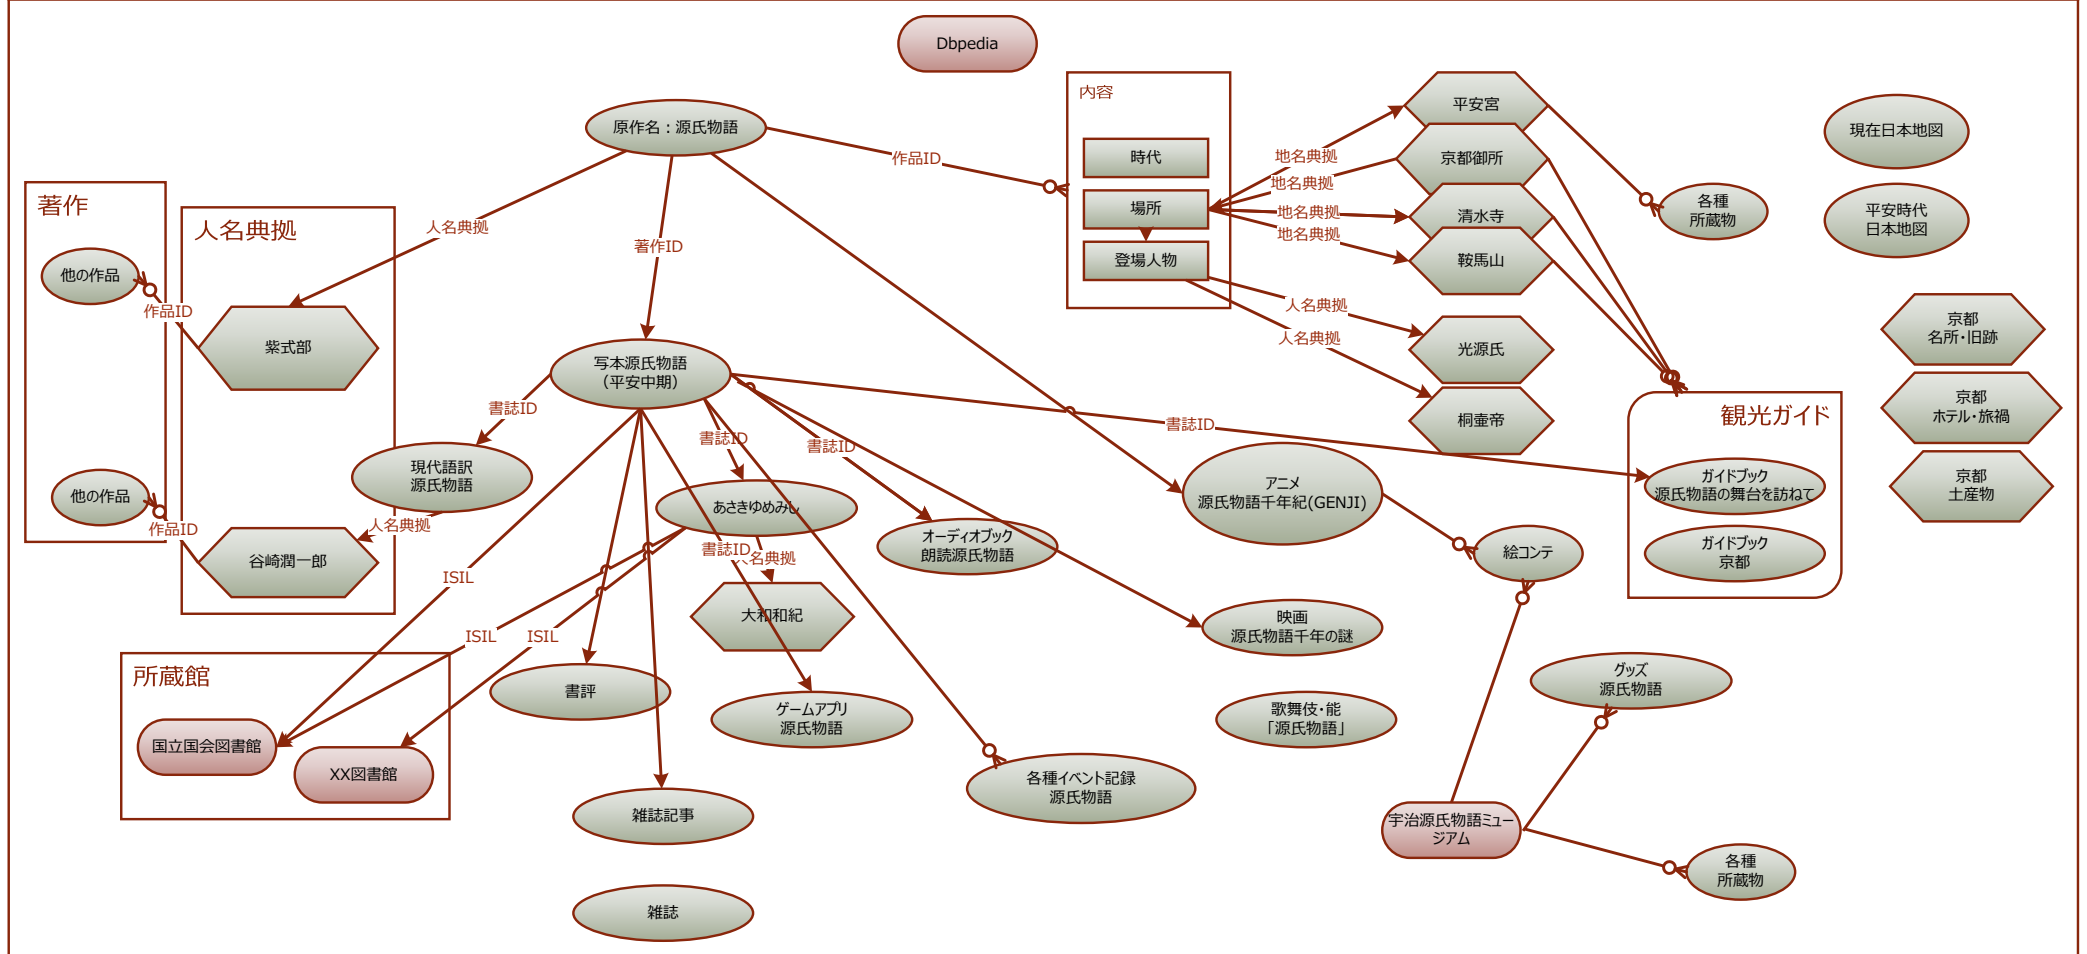 Dbpedia
原作名：源氏物語
作品ID
内容
時代
場所
登場人物
地名典拠
地名典拠
地名典拠
地名典拠
人名典拠
人名典拠
平安宮
京都御所
清水寺
鞍馬山
光源氏
桐壷帝
各種
所蔵物
現在日本地図
平安時代
日本地図
京都
名所・旧跡
京都
ホテル・旅禍
京都
土産物
観光ガイド
ガイドブック
源氏物語の舞台を訪ねて
ガイドブック
京都
著作
他の作品
作品ID
他の作品
作品ID
人名典拠
紫式部
谷崎潤一郎
人名典拠
著作ID
写本源氏物語
（平安中期）
書誌ID
書誌ID
書誌ID
書誌ID
現代語訳
源氏物語
人名典拠
あさきゆめみし
書誌ID
人名典拠
大和和紀
オーディオブック
朗読源氏物語
アニメ
源氏物語千年紀(GENJI)
絵コンテ
映画
源氏物語千年の謎
歌舞伎・能
「源氏物語」
グッズ
源氏物語
ISIL
ISIL
ISIL
所蔵館
国立国会図書館
XX図書館
書評
ゲームアプリ
源氏物語
雑誌記事
雑誌
各種イベント記録
源氏物語
宇治源氏物語ミュー
ジアム
各種
所蔵物